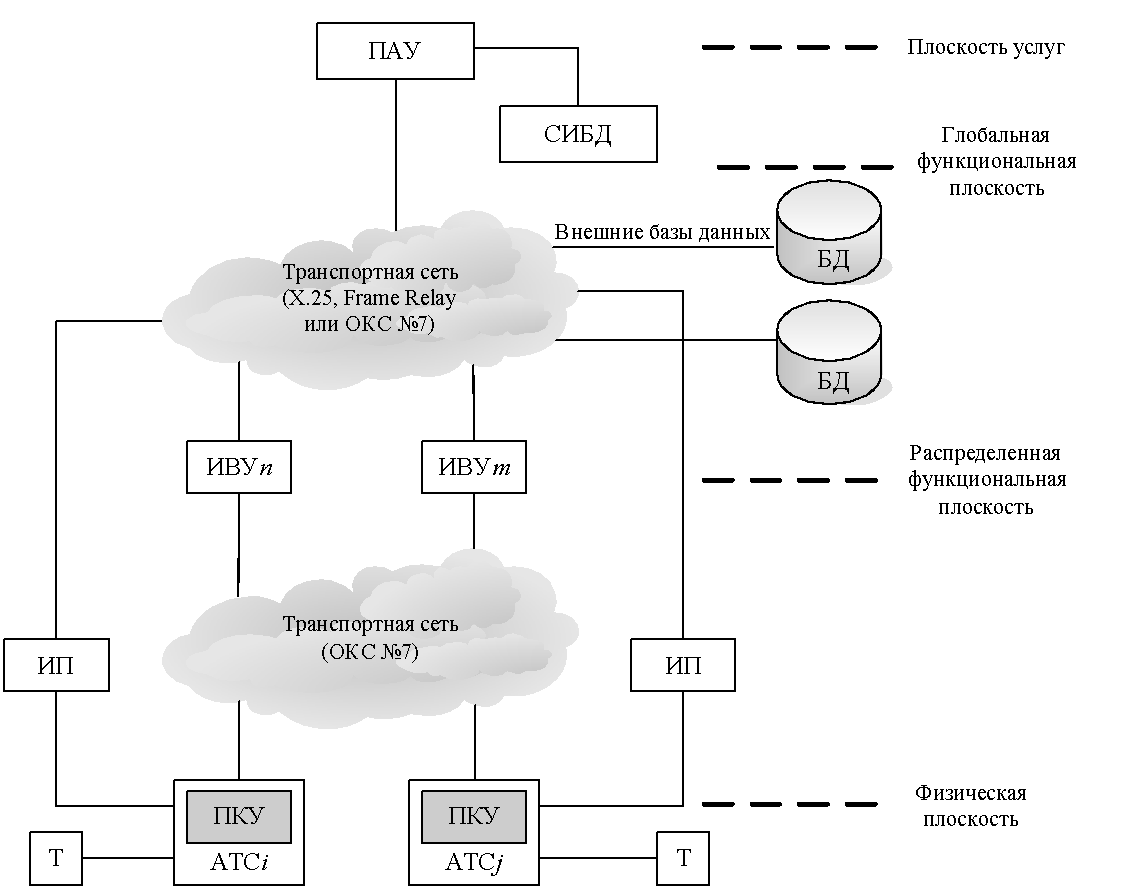 ПАУ
Плоскость услуг
СИБД
Глобальная
функциональная
плоскость
Внешние базы данных
БД
Транспортная сеть
(X.25, Frame Relay
или ОКС №7)
БД
ИВУn
ИВУm
Распределенная
функциональная
плоскость
Транспортная сеть
(ОКС №7)
ИП
ИП
ПКУ
АТСi
ПКУ
АТСj
Физическая
плоскость
Т
Т